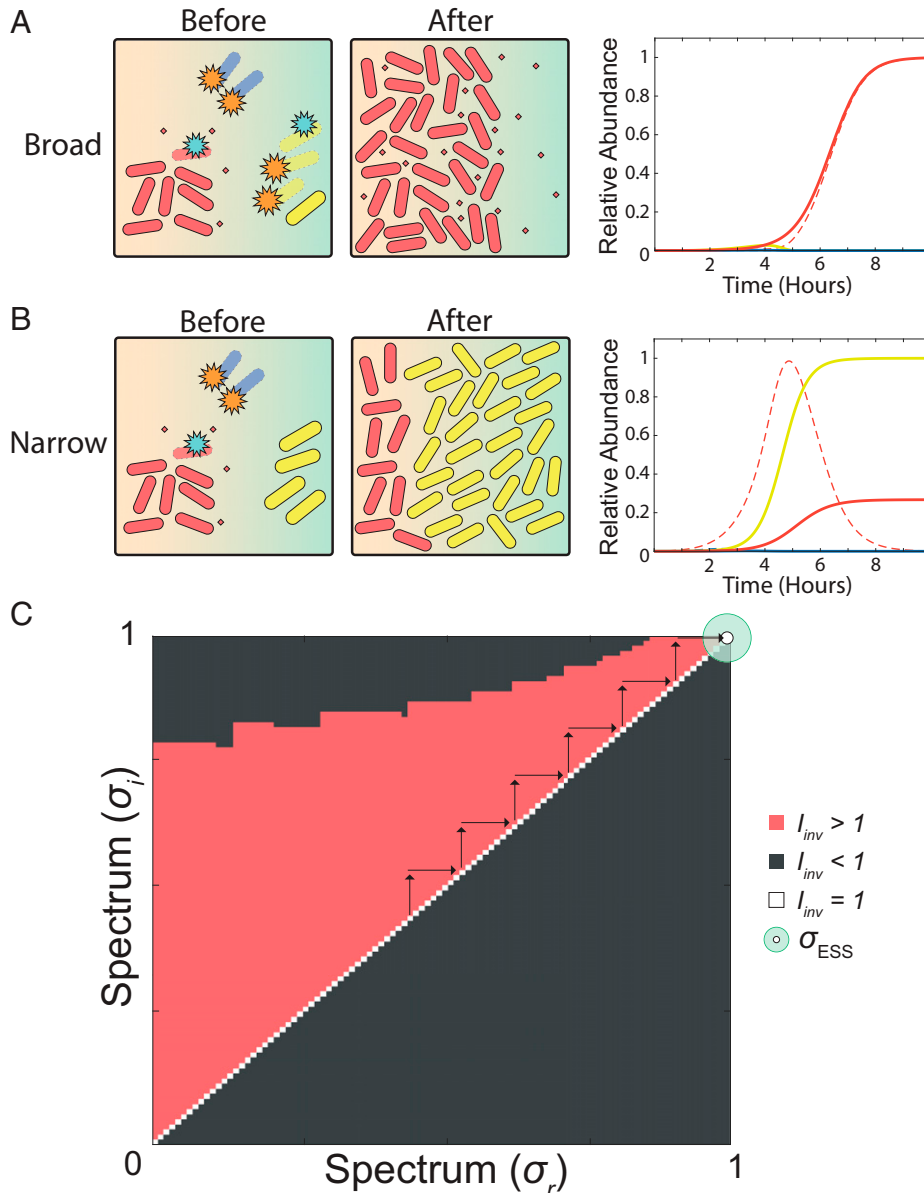 A
Before
After
Broad
Relative Abundance
1
0.8
0.6
0.4
0.2
0
2
4
6
8
Time (Hours)
B
Before
After
Narrow
Relative Abundance
1
0.8
0.6
0.4
0.2
0
2
4
6
8
Time (Hours)
C
1
Spectrum (σi)
0
Spectrum (σr)
1
Iinv > 1
Iinv < 1
Iinv = 1
σESS